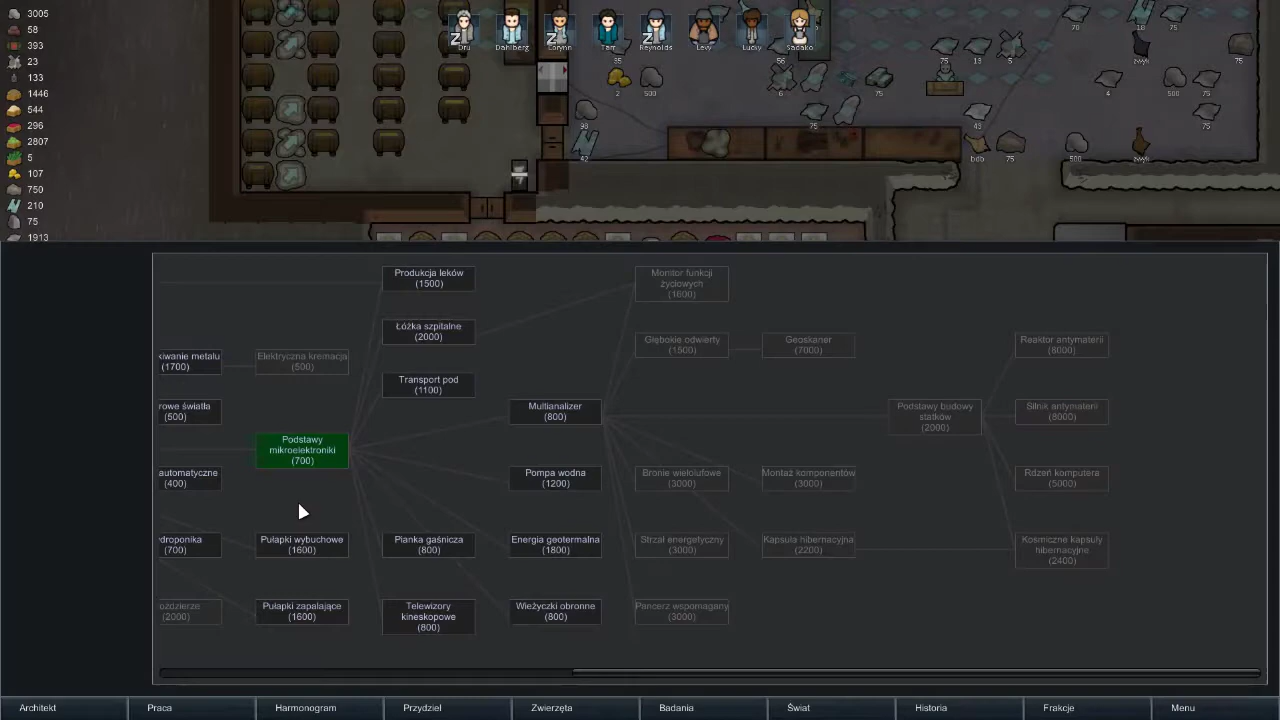 3005
58
393
23
133
1446
544
296
2807
5
107
750
210
75
1913
Dru
Dahlberg
Corynn
Tarr
Reynolds
Levy
Lucky
Sadako
Produkcja leków
(1500)
Monitor funkcji
życiowych
(1600)
Łóżka szpitalne
(2000)
Głębokie odwierty
(1500)
Geoskaner
(7000)
Reaktor antymaterii
(8000)
kiwanie metalu
(1700)
Elektryczna kremacja
(500)
Transport pod
(1100)
rowe światła
(500)
Multianalizer
(800)
Podstawy budowy
statków
(2000)
Silnik antymaterii
(8000)
Podstawy
mikroelektroniki
(700)
automatyczne
(400)
Pompa wodna
(1200)
Bronie wielolufowe
(3000)
Montaż komponentów
(3000)
Rdzeń komputera
(5000)
ydroponika
(700)
Pułapki wybuchowe
(1600)
Pianka gaśnicza
(800)
Energia geotermalna
(1800)
Strzał energetyczny
(3000)
Kapsuła hibernacyjna
(2200)
Kosmiczne kapsuły
hibernacyjne
(2400)
oździerze
(2000)
Pułapki zapalające
(1600)
Telewizory
kineskopowe
(800)
Wieżyczki obronne
(800)
Pancerz wspomagany
(3000)
Architekt
Praca
Harmonogram
Przydziel
Zwierzęta
Badania
Świat
Historia
Frakcje
Menu